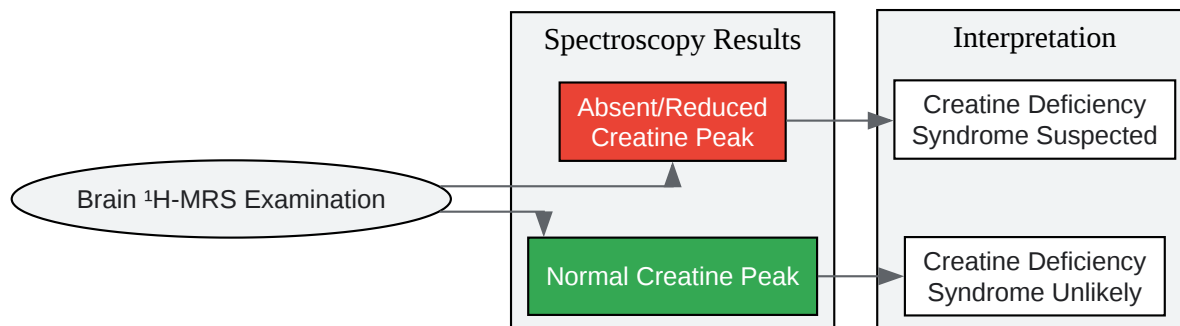 Spectroscopy Results
Interpretation
Absent/Reduced
Creatine Peak
Creatine Deficiency
Syndrome Suspected
Brain ¹H-MRS Examination
Normal Creatine Peak
Creatine Deficiency
Syndrome Unlikely